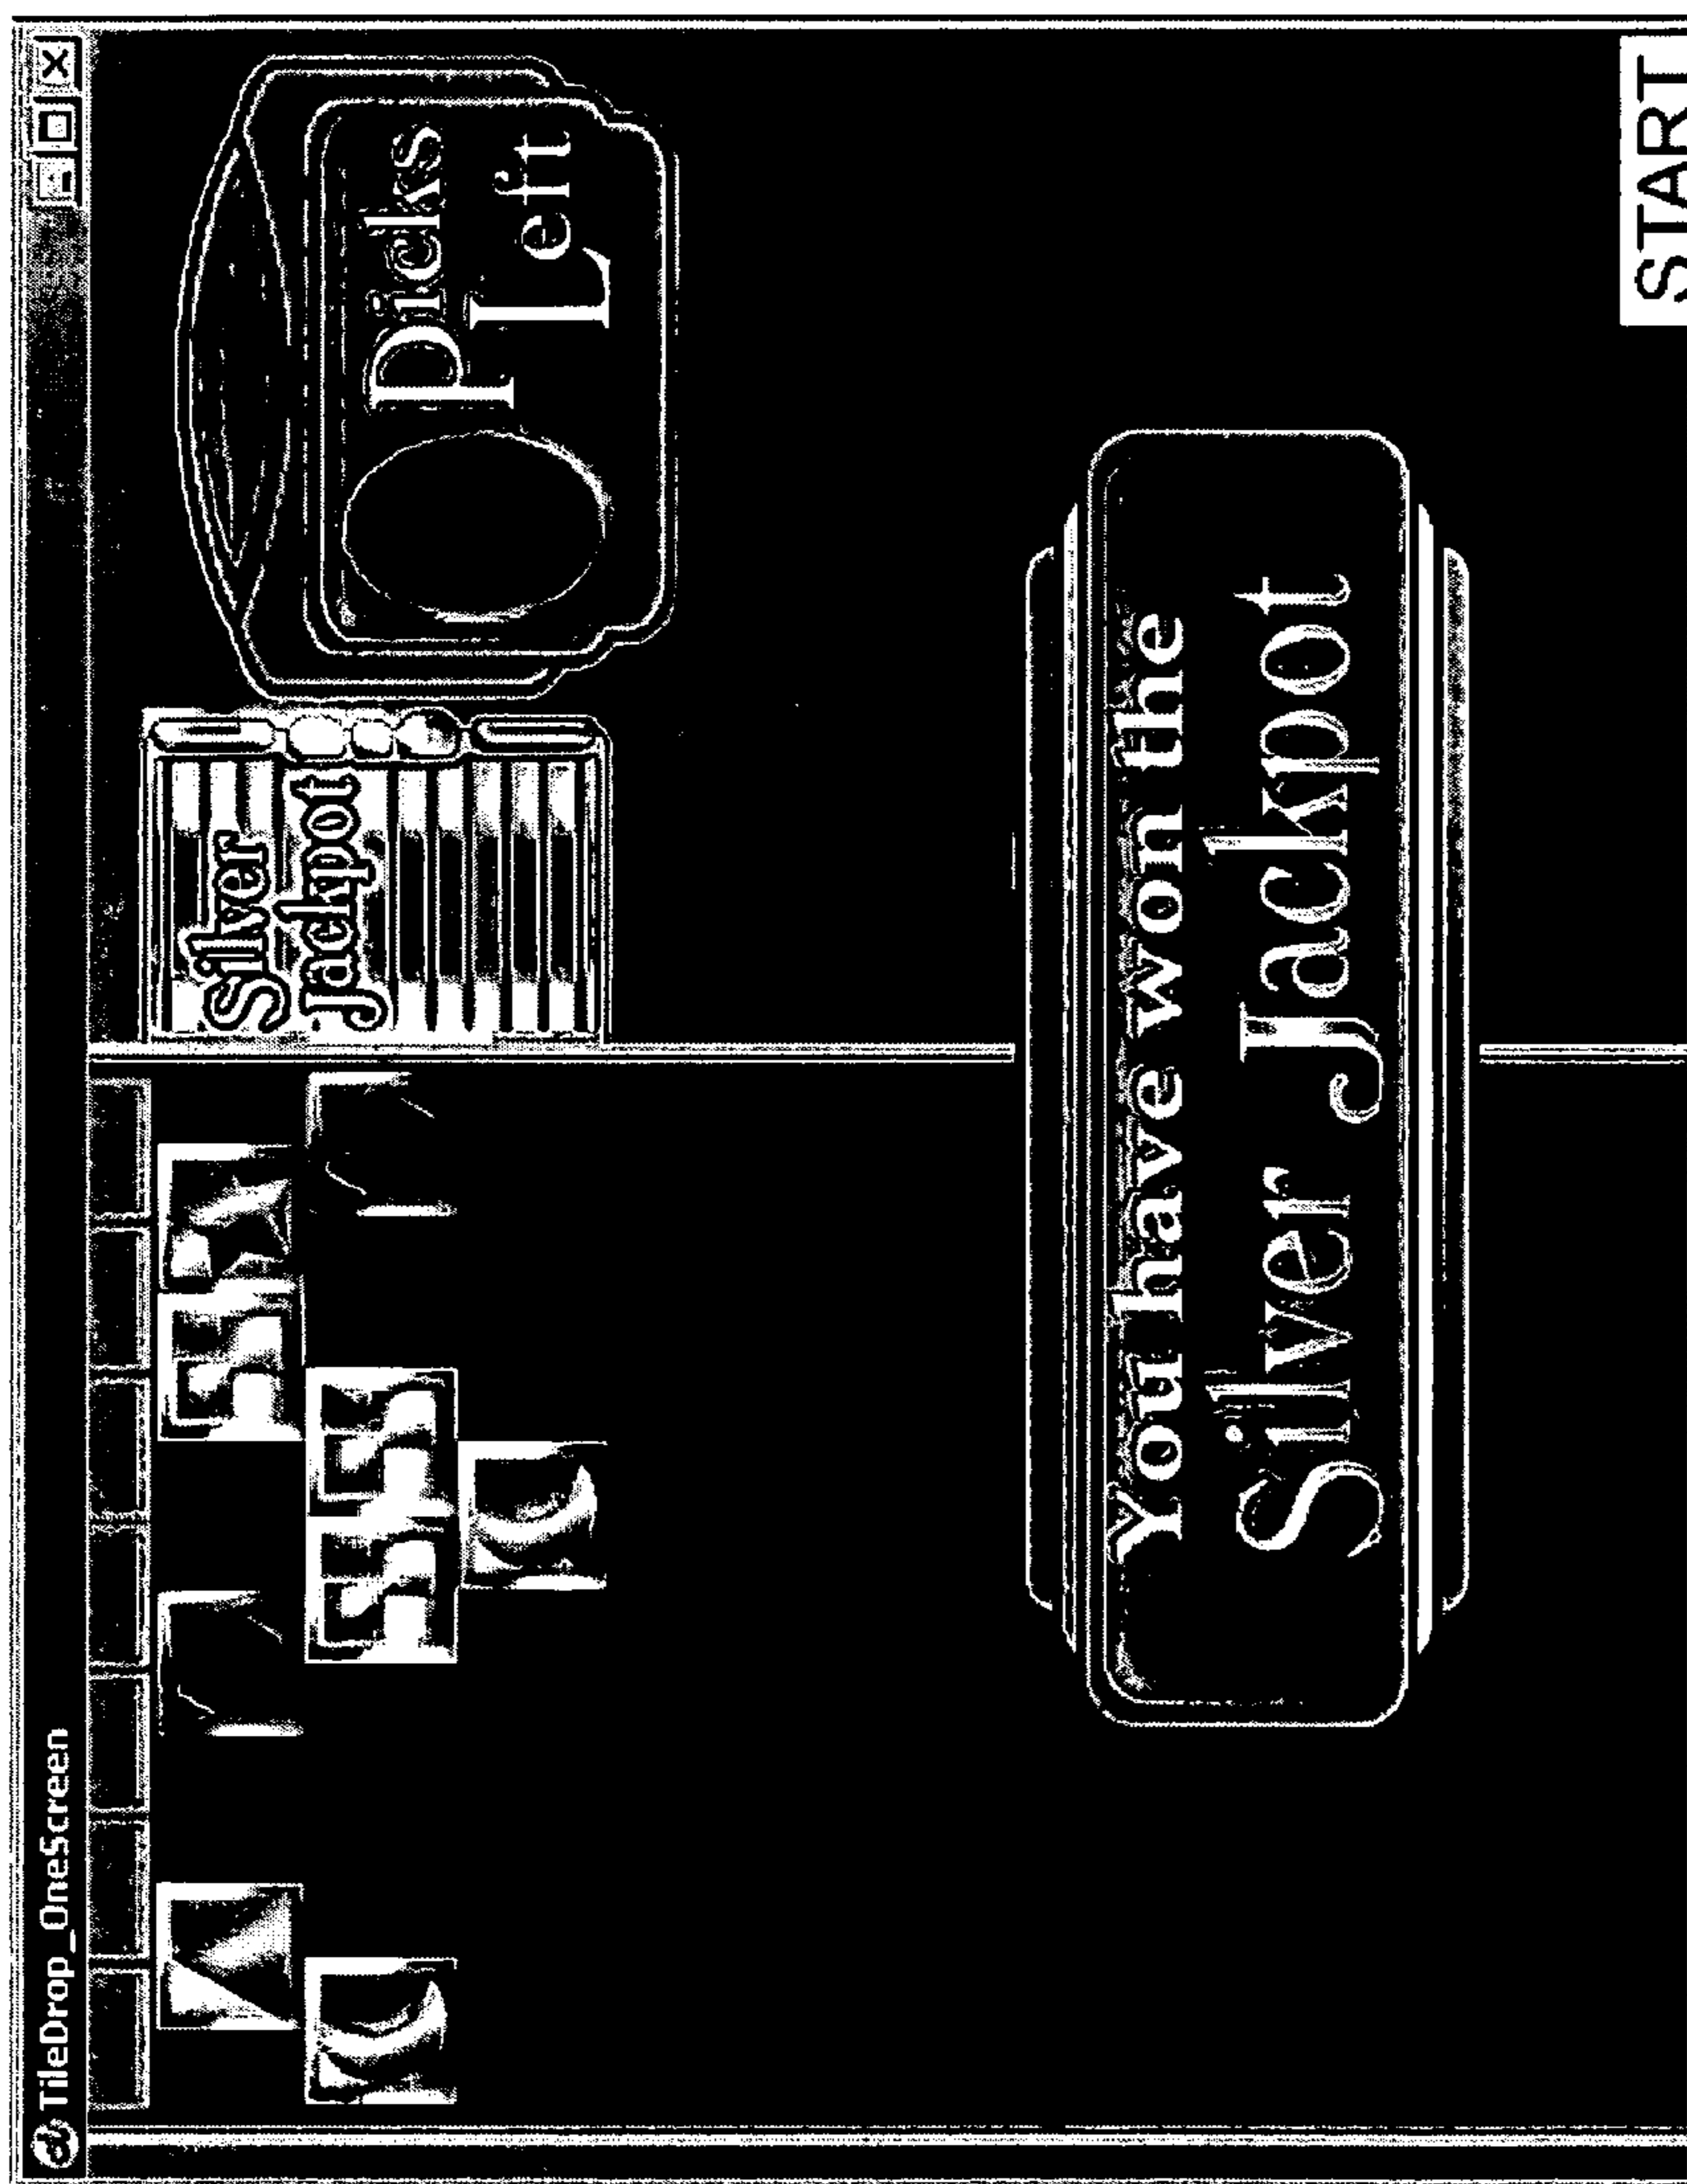 TileDrop_OneScreen
Silver
Jackpot
Picks
Left
You have won the
Silver Jackpot
START